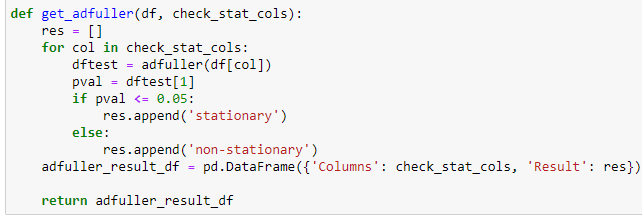 def get_adfuller(df, check_stat_cols):
    res = []
    for col in check_stat_cols:
        dftest = adfuller(df[col])
        pval = dftest[1]
        if pval <= 0.05:
            res.append('stationary')
        else:
            res.append('non-stationary')
    adfuller_result_df = pd.DataFrame({'Columns': check_stat_cols, 'Result': res})
    return adfuller_result_df